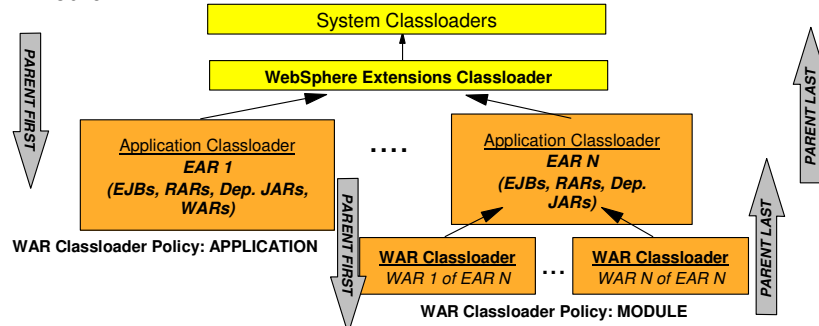 System Classloaders
WebSphere Extensions Classloader
PARENT FIRST
PARENT LAST
Application Classloader
EAR 1
(EJBs, RARs, Dep. JARs,
WARs)
....
Application Classloader
EAR N
(EJBs, RARs, Dep.
JARs)
WAR Classloader Policy: APPLICATION
PARENT FIRST
PARENT LAST
WAR Classloader
WAR 1 of EAR N
...
WAR Classloader
WAR N of EAR N
WAR Classloader Policy: MODULE